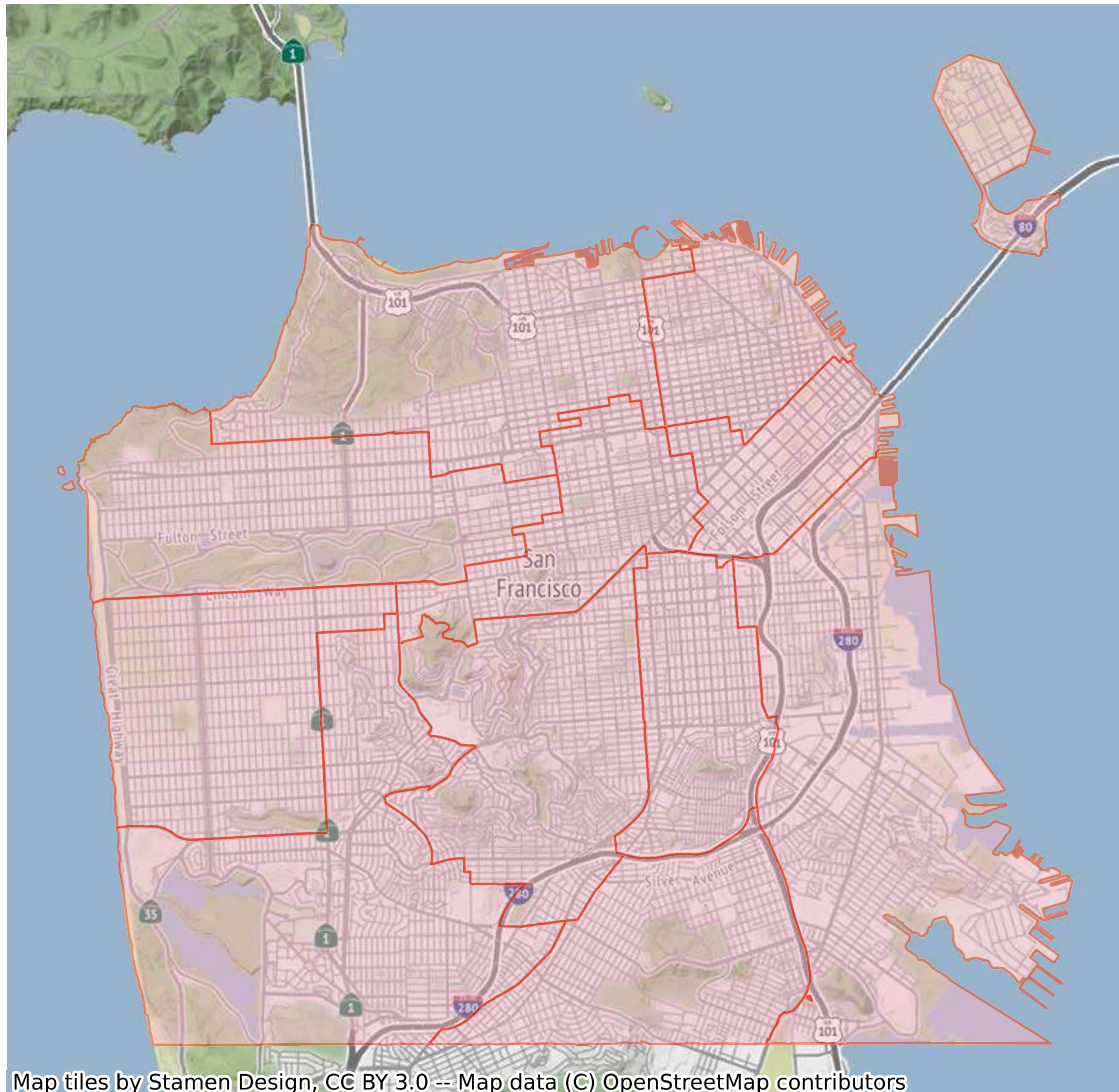 1
80
101
101
101
1
Folsom Street
Fulton Street
San
Francisco
Lincoln Way
280
Great Highway
101
Silver Avenue
280
35
1
1
280
101
Map tiles by Stamen Design, CC BY 3.0 -- Map data (C) OpenStreetMap contributors